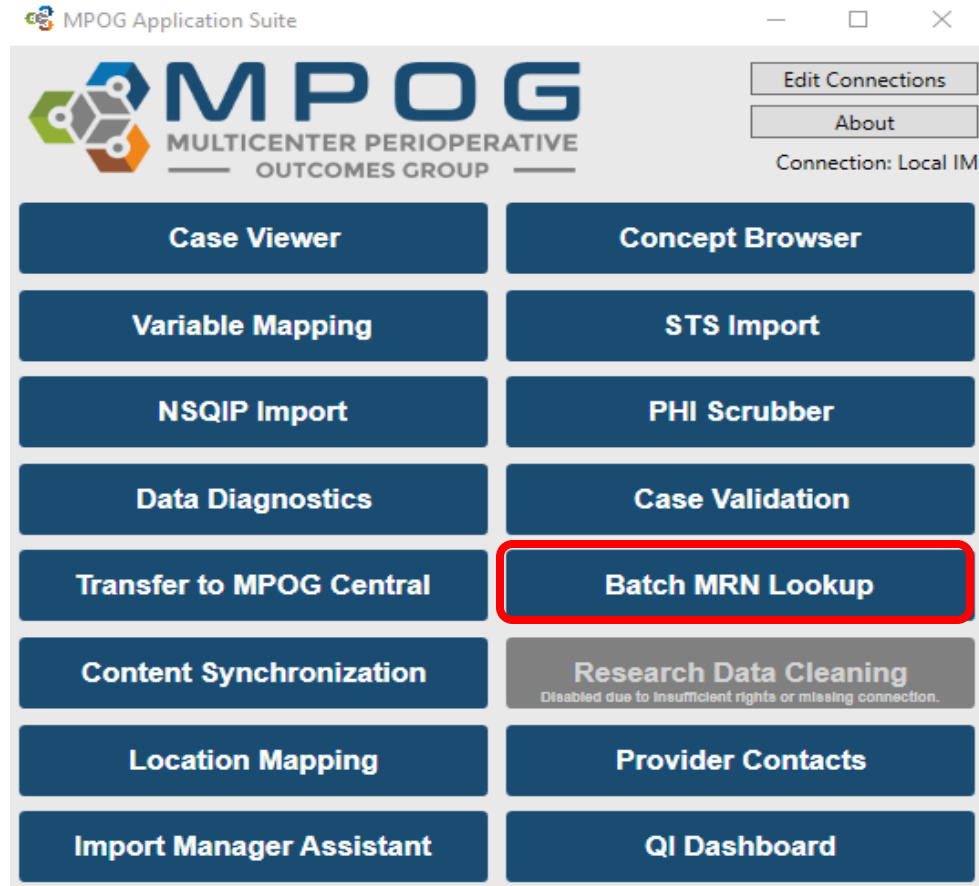 MPOG Application Suite
MPOG
MULTICENTER PERIOPERATIVE
OUTCOMES GROUP
Edit Connections
About
Connection: Local IM
Case Viewer
Concept Browser
Variable Mapping
STS Import
NSQIP Import
PHI Scrubber
Data Diagnostics
Case Validation
Transfer to MPOG Central
Batch MRN Lookup
Content Synchronization
Research Data Cleaning
Disabled due to insufficient rights or missing connection.
Location Mapping
Provider Contacts
Import Manager Assistant
QI Dashboard